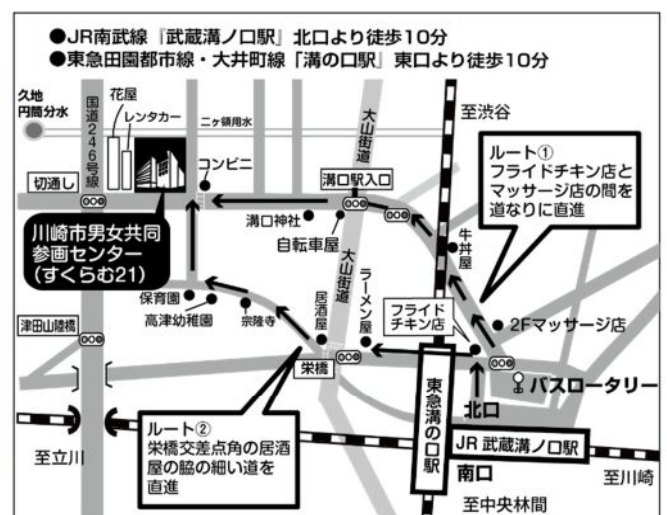 ●JR南武線『武蔵溝ノ口駅』北口より徒歩10分
●東急田園都市線・大井町線「溝の口駅」東口より徒歩10分
久地
円筒分水
国道246号線
花屋
レンタカー
二ヶ領用水
大山街道
至渋谷
ルート①
フライドチキン店と
マッサージ店の間を
道なりに直進
切通し
コンビニ
溝口駅入口
川崎市男女共同
参画センター
(すくらむ21)
溝口神社
自転車屋
牛丼屋
大山街道
ラーメン屋
居酒屋
保育園
高津幼稚園
宗隆寺
フライド
チキン店
2Fマッサージ店
津田山陸橋
栄橋
バスロータリー
北口
東急溝の口駅
ルート②
栄橋交差点角の居酒
屋の脇の細い道を
直進
JR 武蔵溝ノ口駅
至立川
南口
至川崎
至中央林間